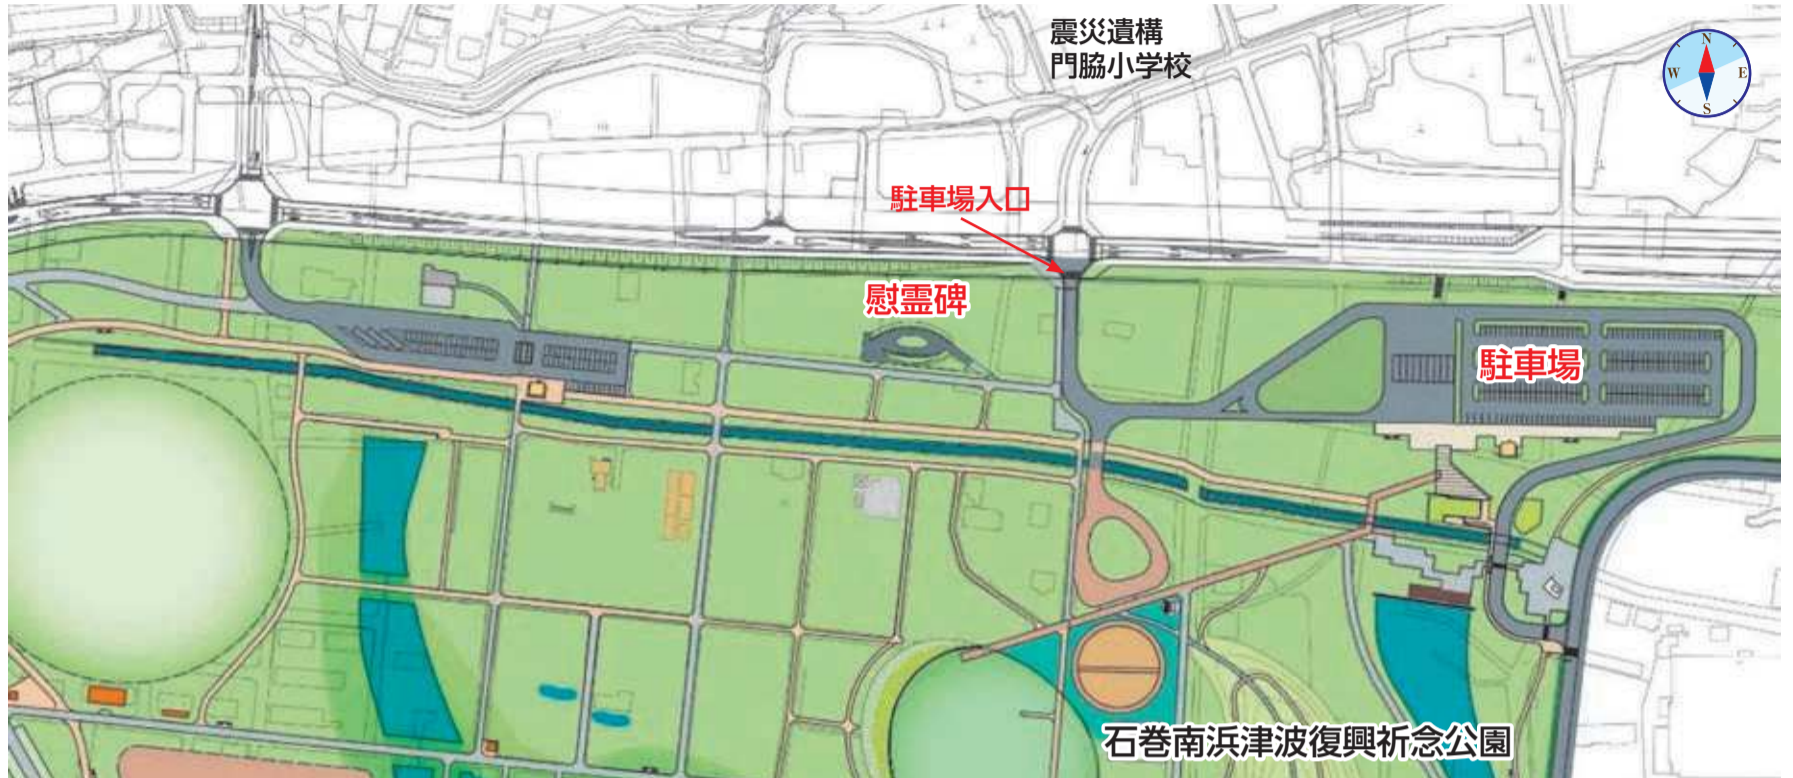 震災遺構
門脇小学校
N
W
E
S
駐車場入口
慰霊碑
駐車場
石巻南浜津波復興祈念公園